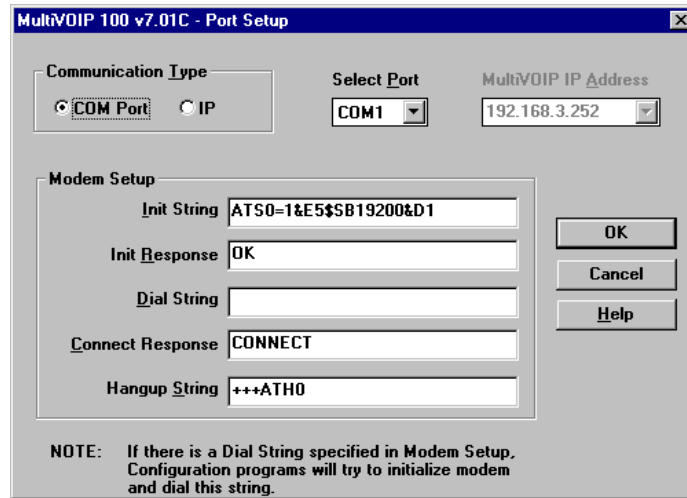 MultiVOIP 100 v7.01C - Port Setup
Communication Type
COM Port
IP
Select Port
COM1
MultiVOIP IP Address
192.168.3.252
Modem Setup
Init String ATS0=1&E5$SB19200&D1
Init Response OK
Dial String
Connect Response CONNECT
Hangup String +++ATH0
OK
Cancel
Help
NOTE: If there is a Dial String specified in Modem Setup,
Configuration programs will try to initialize modem
and dial this string.